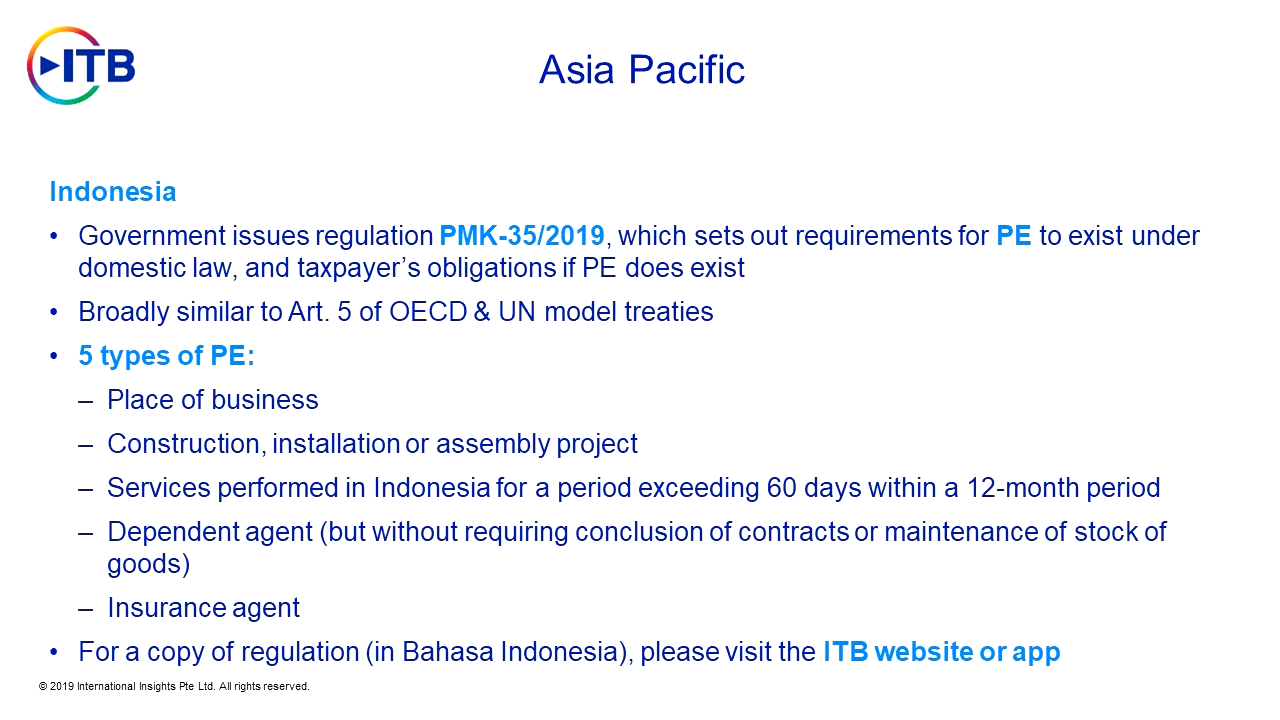 ITB
Asia Pacific
Indonesia
• Government issues regulation PMK-35/2019, which sets out requirements for PE to exist under
domestic law, and taxpayer’s obligations if PE does exist
• Broadly similar to Art. 5 of OECD & UN model treaties
• 5 types of PE:
– Place of business
– Construction, installation or assembly project
– Services performed in Indonesia for a period exceeding 60 days within a 12-month period
– Dependent agent (but without requiring conclusion of contracts or maintenance of stock of
goods)
– Insurance agent
• For a copy of regulation (in Bahasa Indonesia), please visit the ITB website or app
© 2019 International Insights Pte Ltd. All rights reserved.